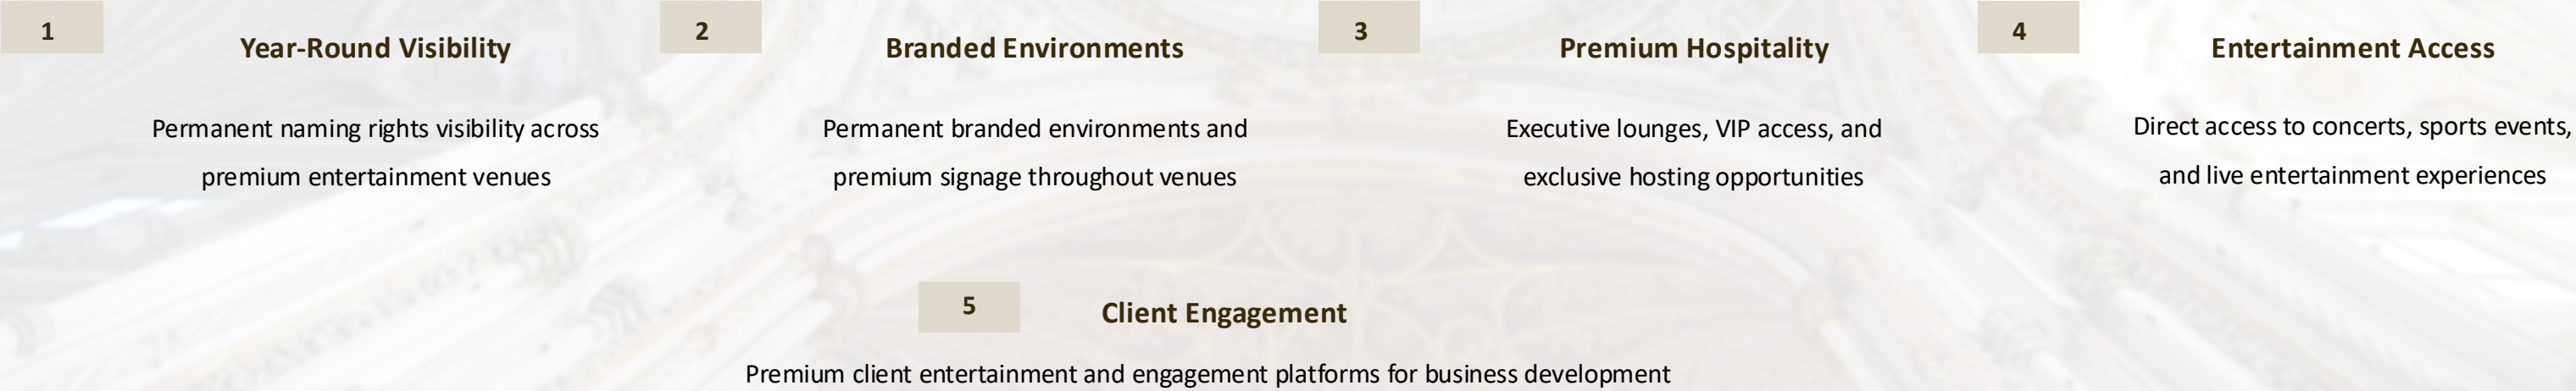 1
Year-Round Visibility
Permanent naming rights visibility across
premium entertainment venues
2
Branded Environments
Permanent branded environments and
premium signage throughout venues
3
Premium Hospitality
Executive lounges, VIP access, and
exclusive hosting opportunities
4
Entertainment Access
Direct access to concerts, sports events,
and live entertainment experiences
5
Client Engagement
Premium client entertainment and engagement platforms for business development